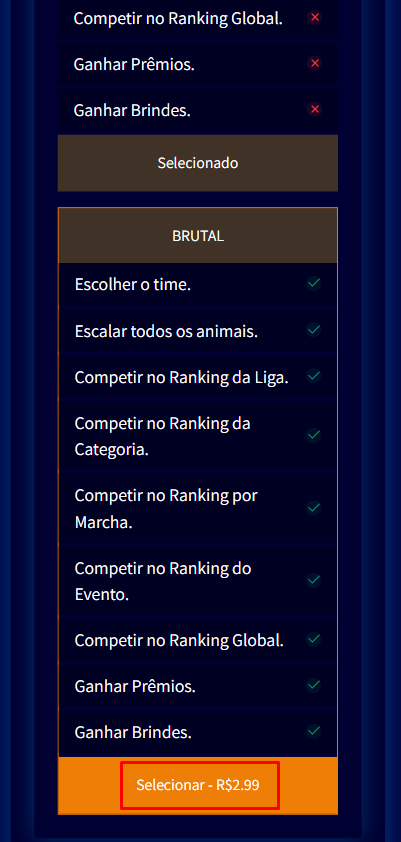 Competir no Ranking Global.
Ganhar Prêmios.
Ganhar Brindes.
Selecionado
BRUTAL
Escolher o time.
Escalar todos os animais.
Competir no Ranking da Liga.
Competir no Ranking da
Categoria.
Competir no Ranking por
Marcha.
Competir no Ranking do
Evento.
Competir no Ranking Global.
Ganhar Prêmios.
Ganhar Brindes.
Selecionar - R$2.99